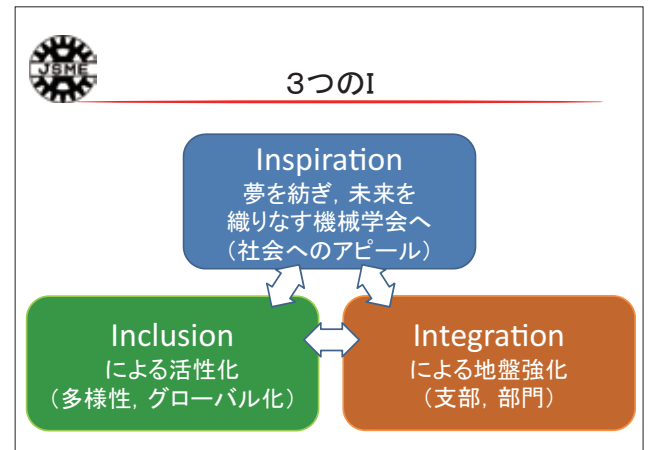 JSME
3つのI
Inspiration
夢を紡ぎ，未来を
織りなす機械学会へ
（社会へのアピール）
Inclusion
による活性化
（多様性，グローバル化）
Integration
による地盤強化
（支部，部門）